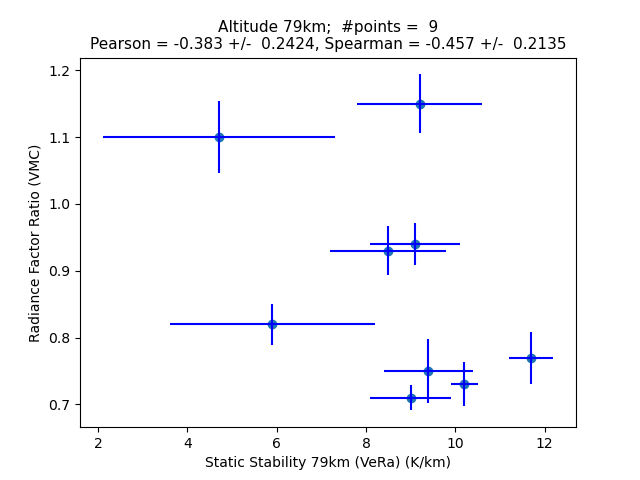 Altitude 79km;  #points =  9
Pearson = -0.383 +/-  0.2424, Spearman = -0.457 +/-  0.2135
1.2
1.1
1.0
0.9
0.8
0.7
Radiance Factor Ratio (VMC)
2 4 6 8 10 12
Static Stability 79km (VeRa) (K/km)